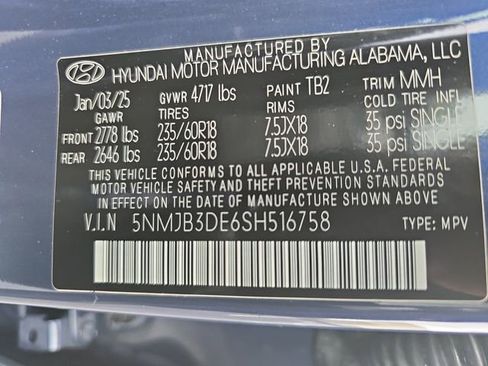 MANUFACTURED BY
HYUNDAI MOTOR MANUFACTURING ALABAMA, LLC
Jan/03/25 GVWR 4717 lbs PAINT TB2 TRIM MMH
GAWR TIRES RIMS COLD TIRE INFL
FRONT 2778 lbs 235/60R18 7.5JX18 35 psi SINGLE
REAR 2646 lbs 235/60R18 7.5JX18 35 psi SINGLE
THIS VEHICLE CONFORMS TO ALL APPLICABLE U.S.A. FEDERAL
MOTOR VEHICLE SAFETY AND THEFT PREVENTION STANDARDS
IN EFFECT ON THE DATE OF MANUFACTURE SHOWN ABOVE.
V.I.N 5NMJB3DE6SH516758 TYPE: MPV